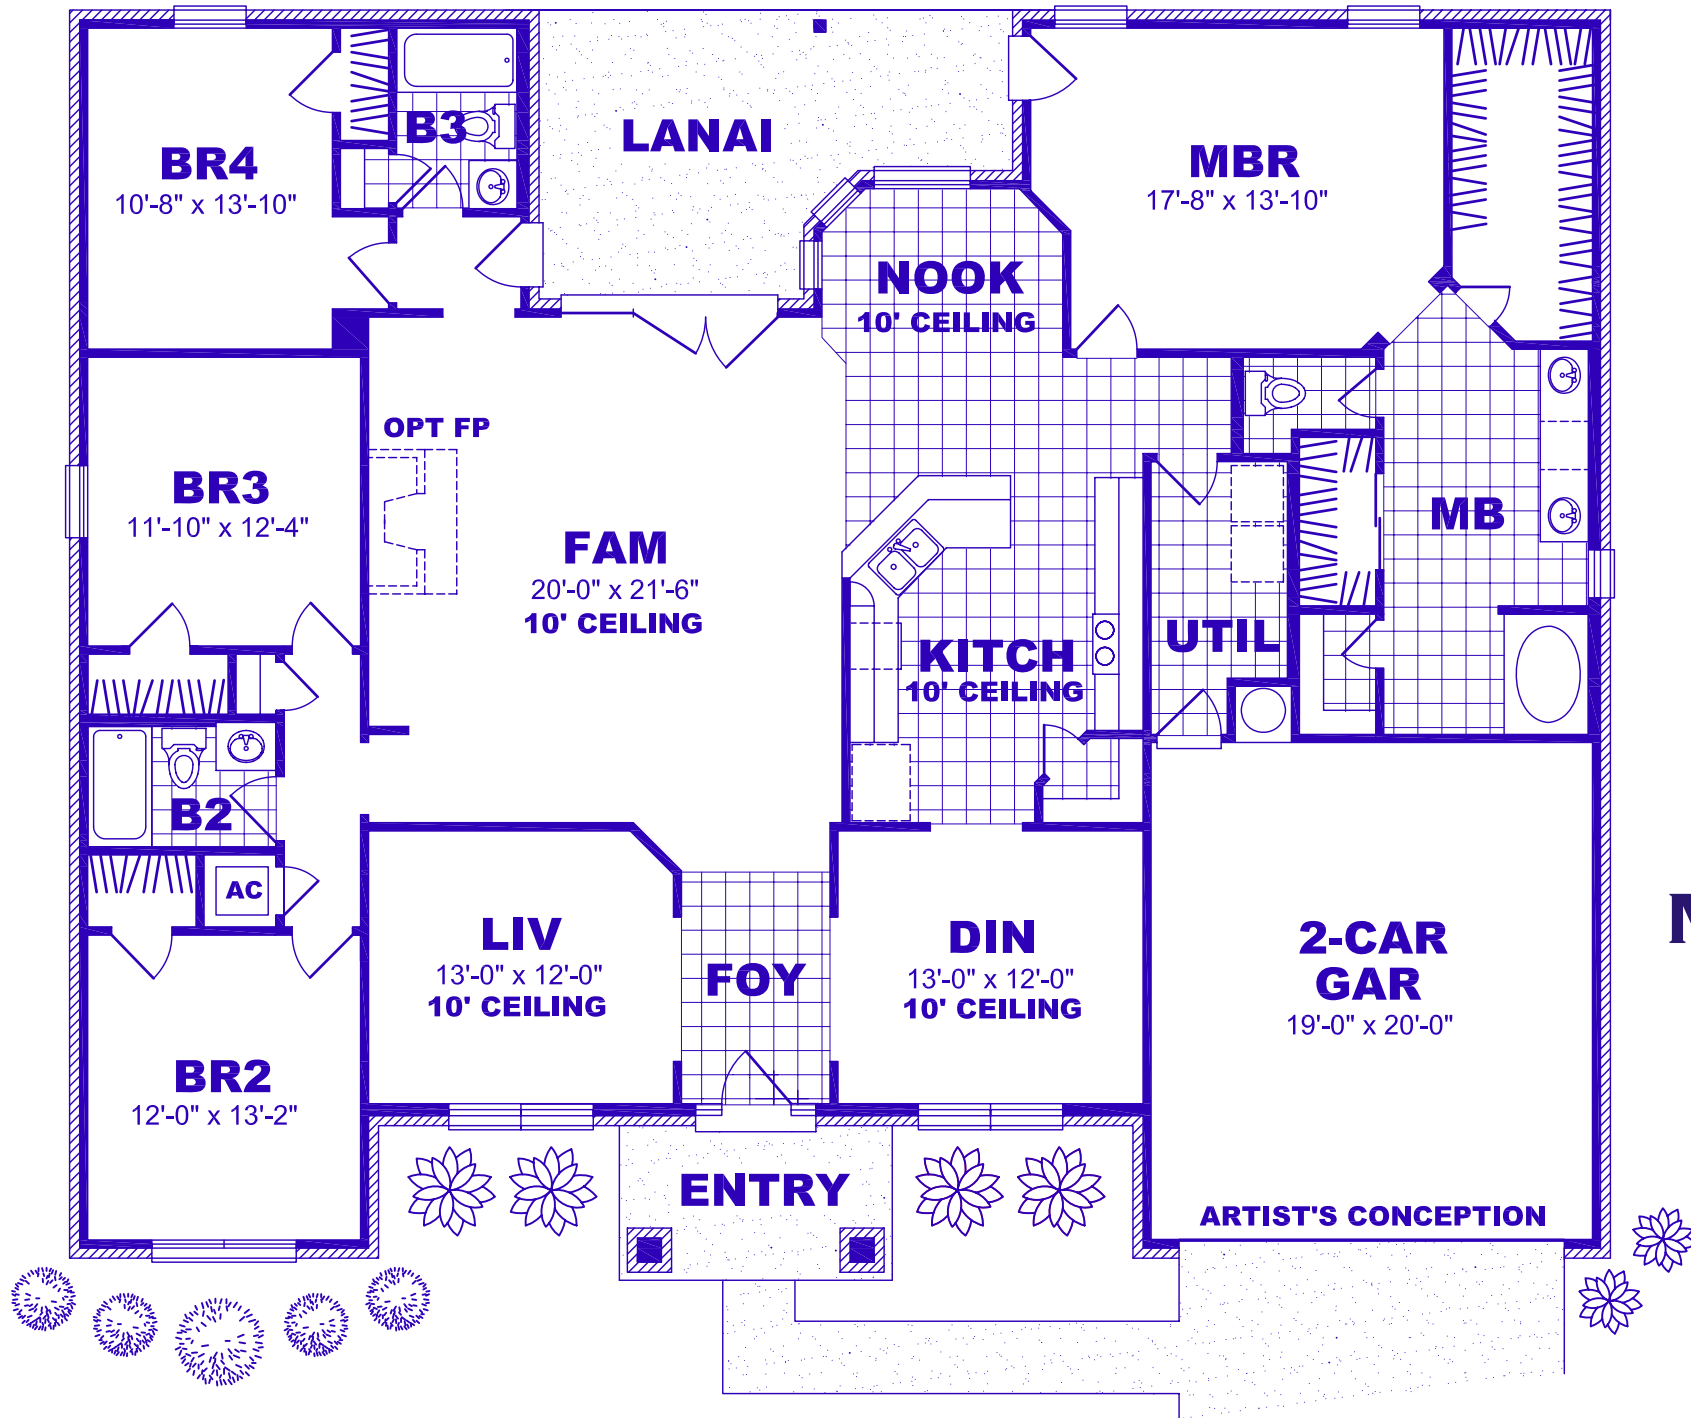 BR4
10'-8" x 13'-10"
B3
LANAI
MBR
17'-8" x 13'-10"
NOOK
10' CEILING
OPT FP
BR3
11'-10" x 12'-4"
FAM
20'-0" x 21'-6"
10' CEILING
KITCH
10' CEILING
UTIL
MB
B2
AC
LIV
13'-0" x 12'-0"
10' CEILING
FOY
DIN
13'-0" x 12'-0"
10' CEILING
2-CAR
GAR
19'-0" x 20'-0"
BR2
12'-0" x 13'-2"
ENTRY
ARTIST'S CONCEPTION